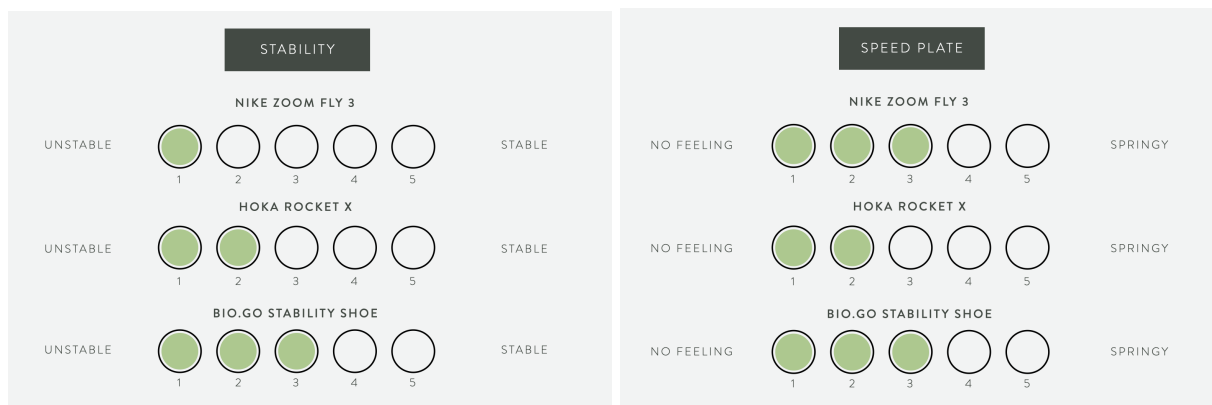 STABILITY
NIKE ZOOM FLY 3
UNSTABLE
STABLE
1 2 3 4 5
HOKA ROCKET X
UNSTABLE
STABLE
1 2 3 4 5
BIO.GO STABILITY SHOE
UNSTABLE
STABLE
1 2 3 4 5
SPEED PLATE
NIKE ZOOM FLY 3
NO FEELING
SPRINGY
1 2 3 4 5
HOKA ROCKET X
NO FEELING
SPRINGY
1 2 3 4 5
BIO.GO STABILITY SHOE
NO FEELING
SPRINGY
1 2 3 4 5